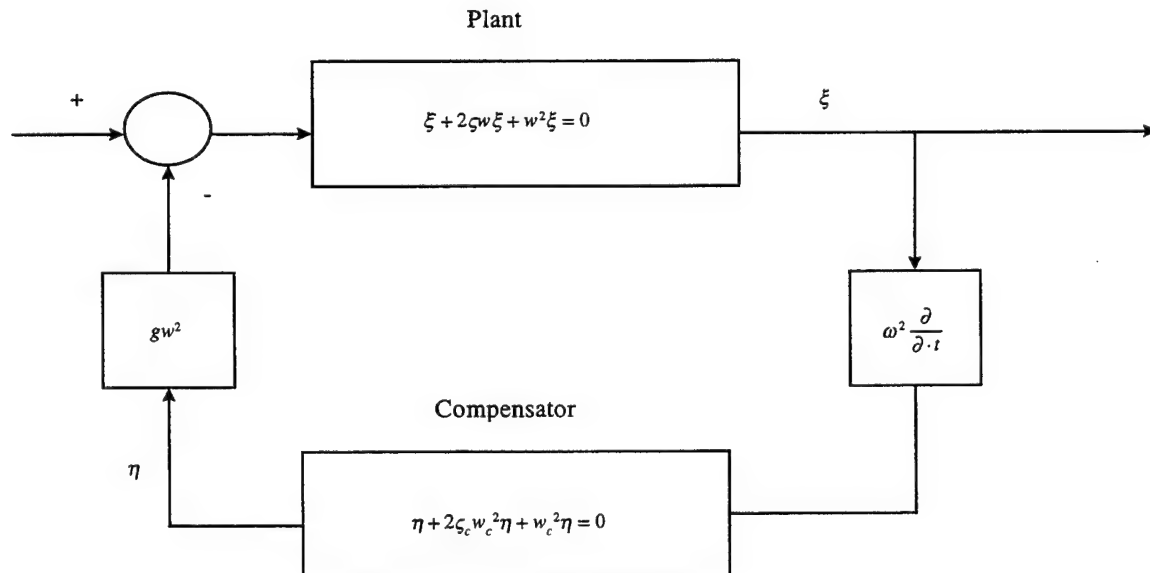 Plant
+
ξ + 2ςwξ + w²ξ = 0
ξ
-
gw²
ω² ∂/∂·t
Compensator
η
η + 2ς_c w_c²η + w_c²η = 0